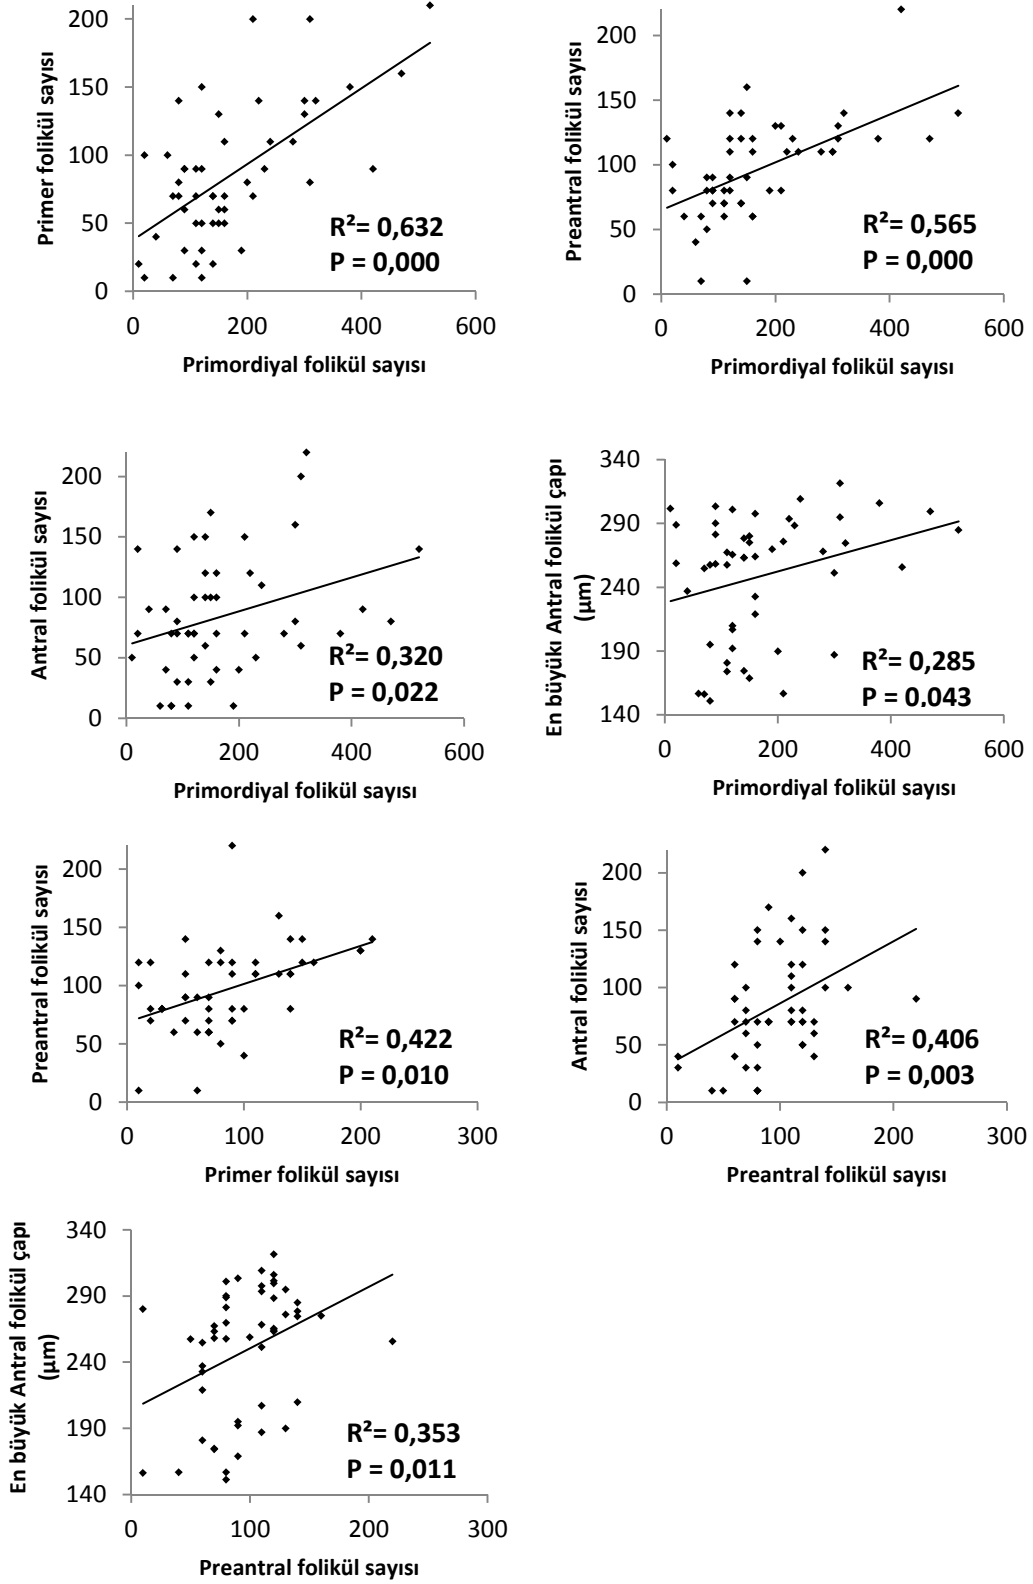 200
150
100
50
0
Primer folikül sayısı
R²= 0,632
P = 0,000
0 200 400 600
Primordiyal folikül sayısı
200
150
100
50
0
Preantral folikül sayısı
R²= 0,565
P = 0,000
0 200 400 600
Primordiyal folikül sayısı
200
150
100
50
0
Antral folikül sayısı
R²= 0,320
P = 0,022
0 200 400 600
Primordiyal folikül sayısı
340
290
240
190
140
En büyükı Antral folikül çapı
(µm)
R²= 0,285
P = 0,043
0 200 400 600
Primordiyal folikül sayısı
200
150
100
50
0
Preantral folikül sayısı
R²= 0,422
P = 0,010
0 100 200 300
Primer folikül sayısı
200
150
100
50
0
Antral folikül sayısı
R²= 0,406
P = 0,003
0 100 200 300
Preantral folikül sayısı
340
290
240
190
140
En büyük Antral folikül çapı
(µm)
R²= 0,353
P = 0,011
0 100 200 300
Preantral folikül sayısı